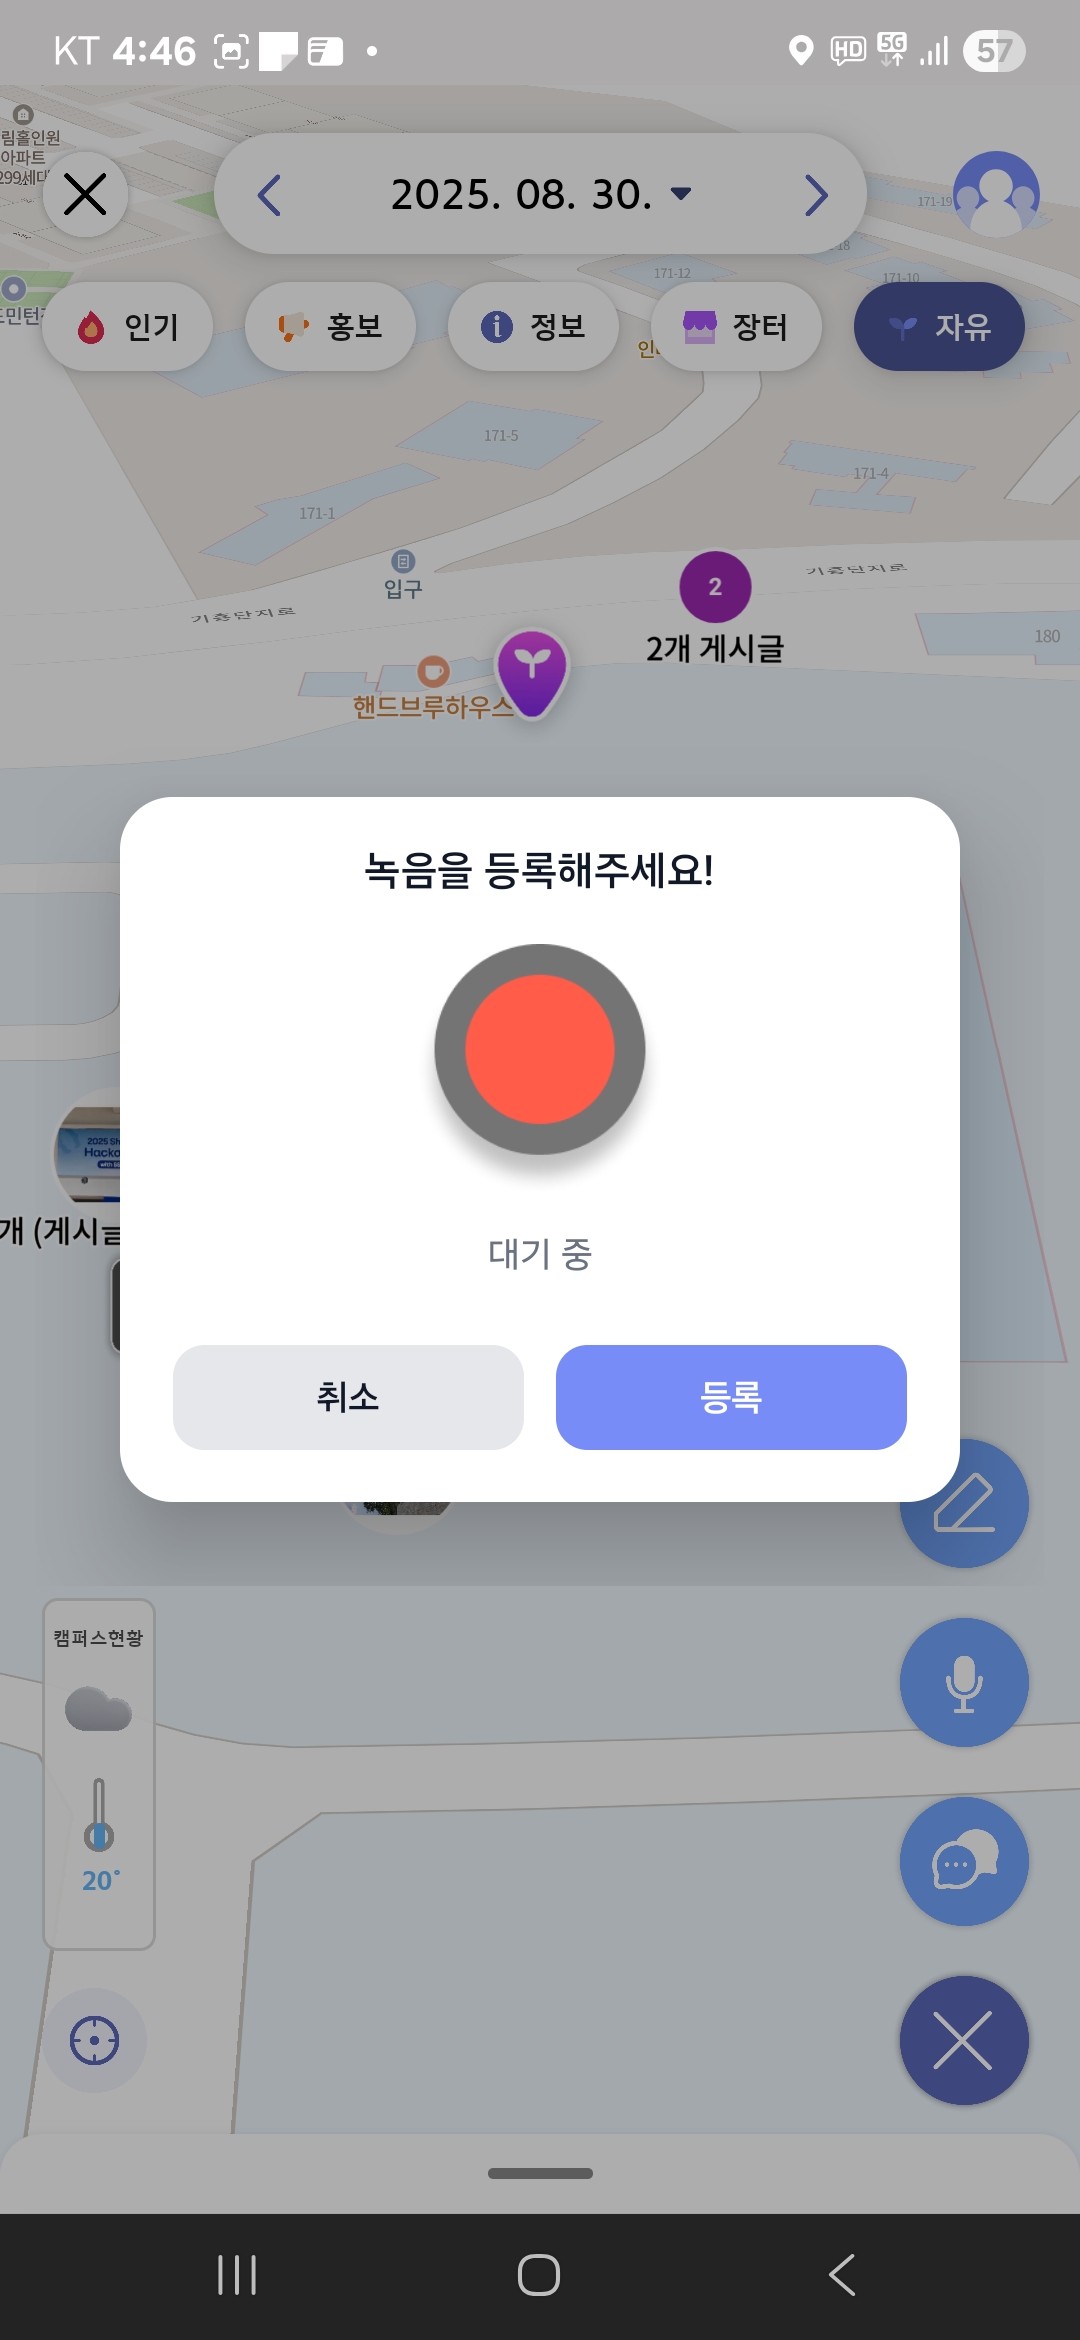 KT 4:46
HD
5G
57
림홀인원
아파트
299세대
2025. 08. 30.
171-19
171-12
171-10
인기
홍보
정보
장터
자유
171-5
171-4
171-1
입구
기흥단지로
기흥단지로
2
2개 게시글
180
핸드브루하우스
녹음을 등록해주세요!
대기 중
개 (게시글
취소
등록
캠퍼스현황
20°